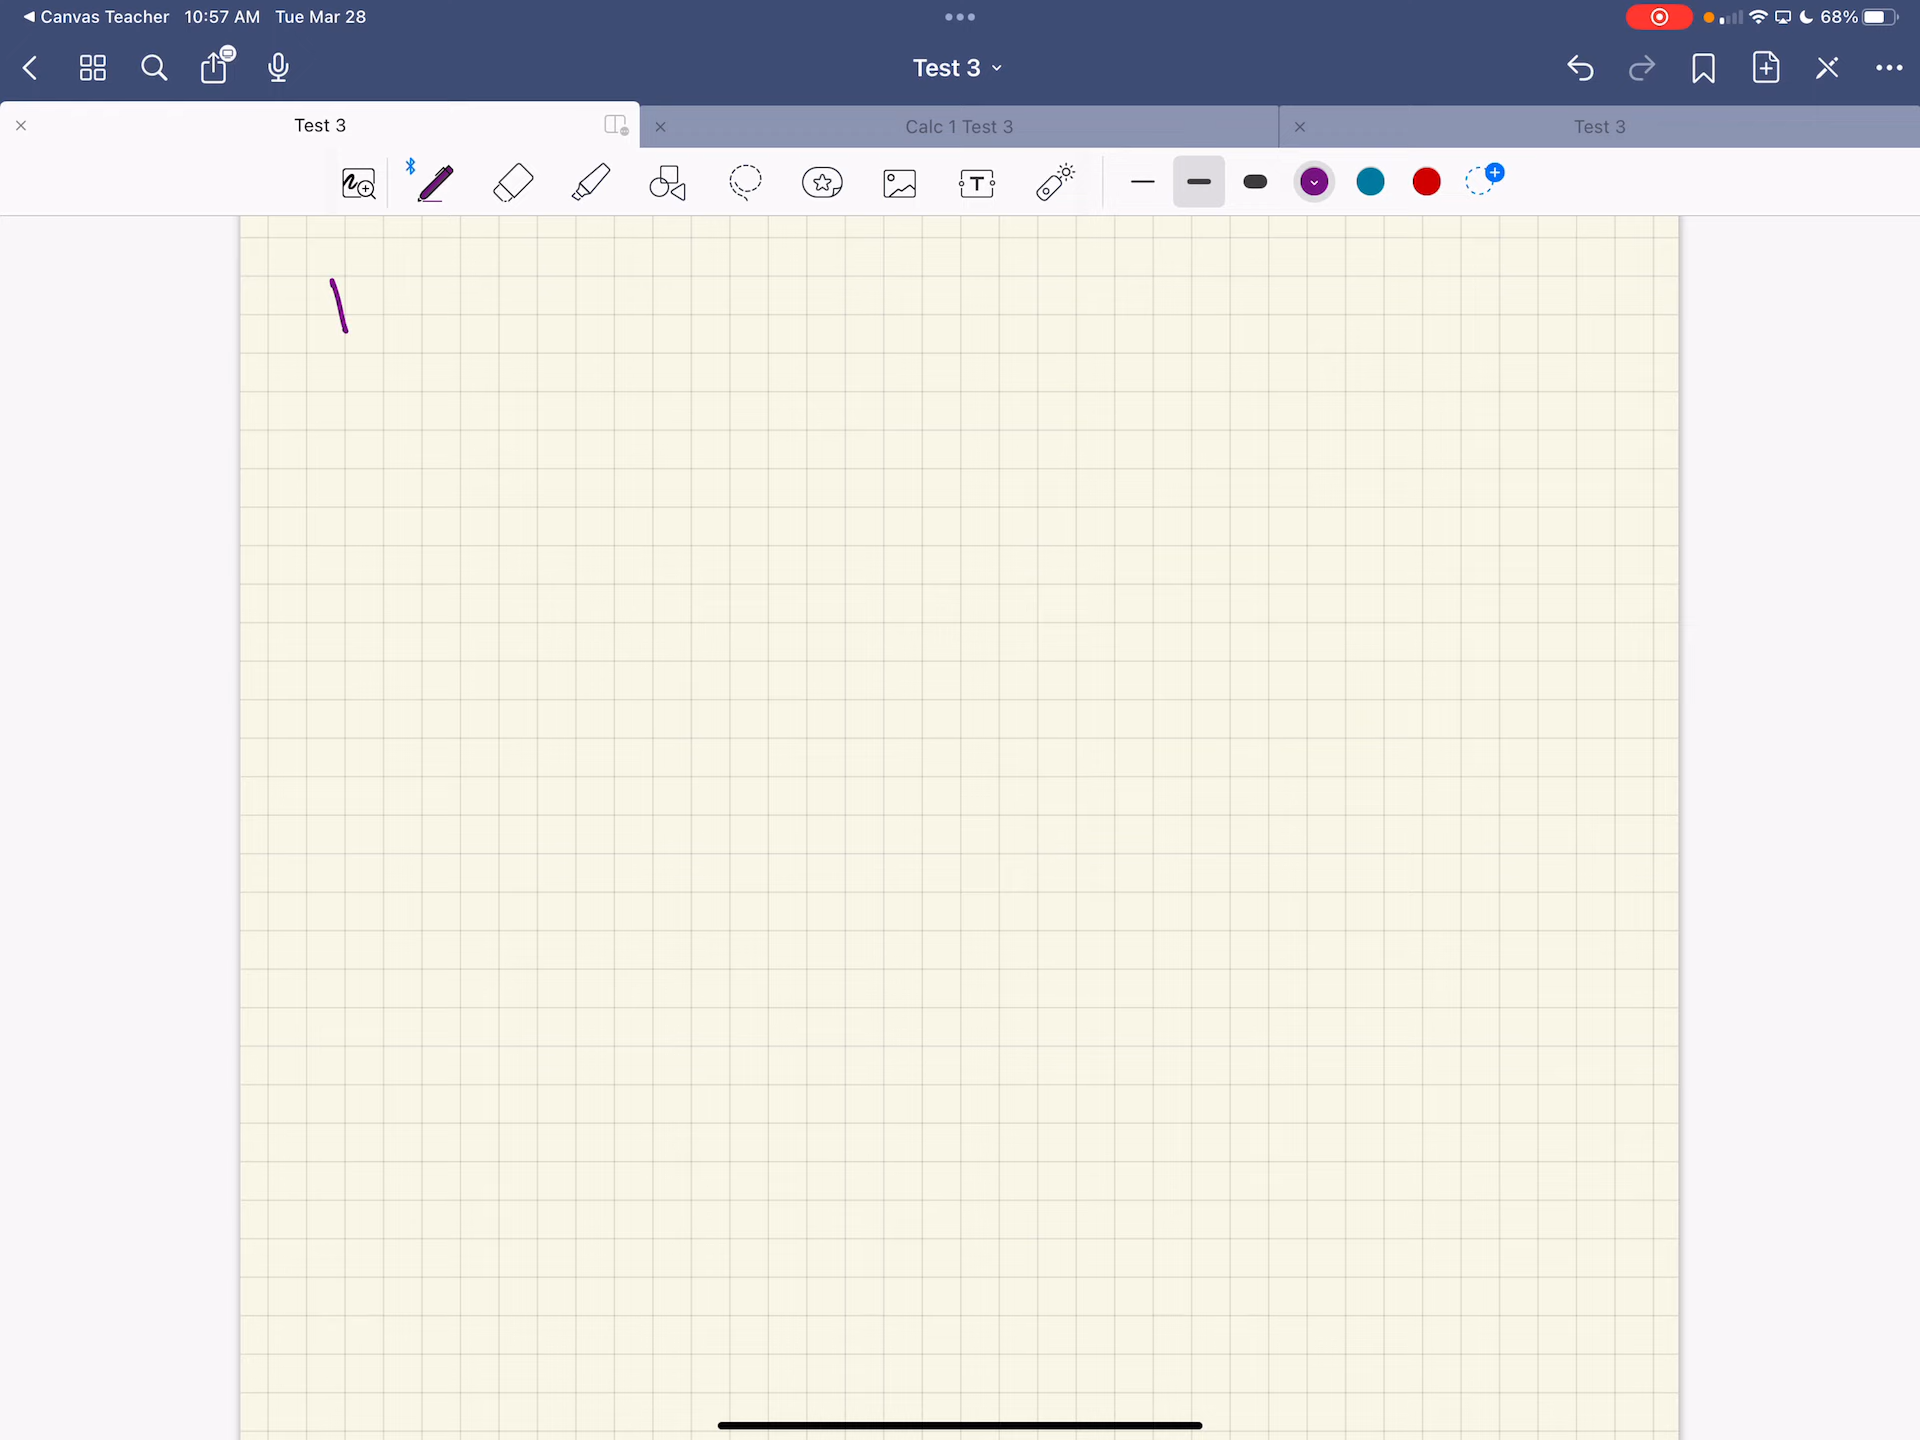 ◀ Canvas Teacher 10:57 AM Tue Mar 28 68%
Test 3
Test 3 Calc 1 Test 3 Test 3
T